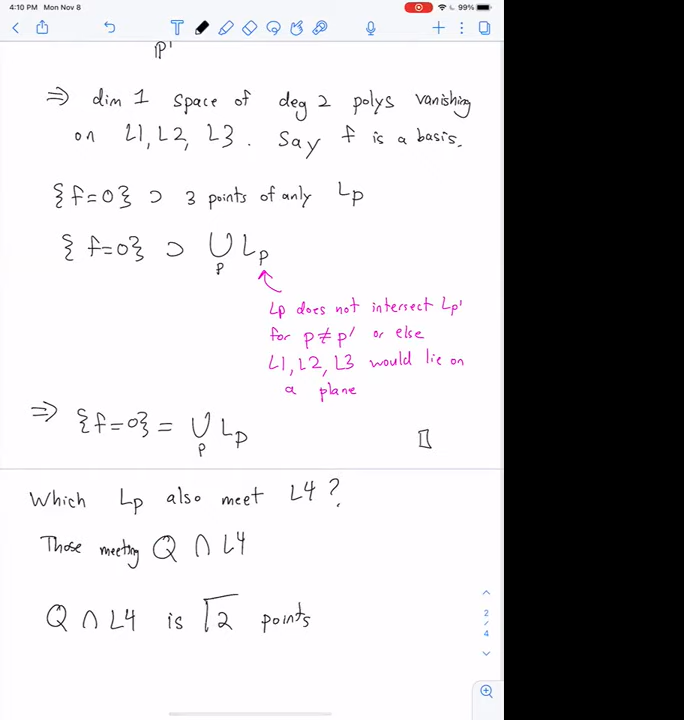 4:10 PM Mon Nov 8
99%
T
ℙ¹
⇒ dim 1 space of deg 2 polys vanishing
on L1, L2, L3. Say f is a basis.
{f=0} ⊃ 3 points of any Lp
{f=0} ⊃ ∪ Lp
p
Lp does not intersect Lp'
for p≠p' or else
L1, L2, L3 would lie on
a plane
⇒ {f=0} = ∪ Lp
p
□
Which Lp also meet L4?
Those meeting Q ∩ L4
Q ∩ L4 is 2 points
2
/
4